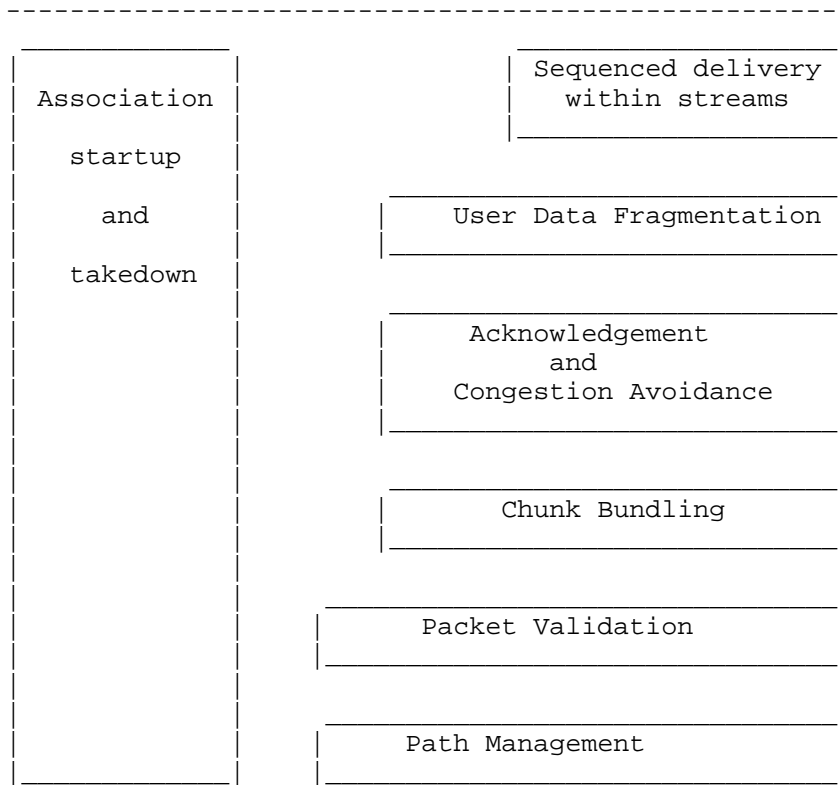 Association
startup
and
takedown
Sequenced delivery
within streams
User Data Fragmentation
Acknowledgement
and
Congestion Avoidance
Chunk Bundling
Packet Validation
Path Management